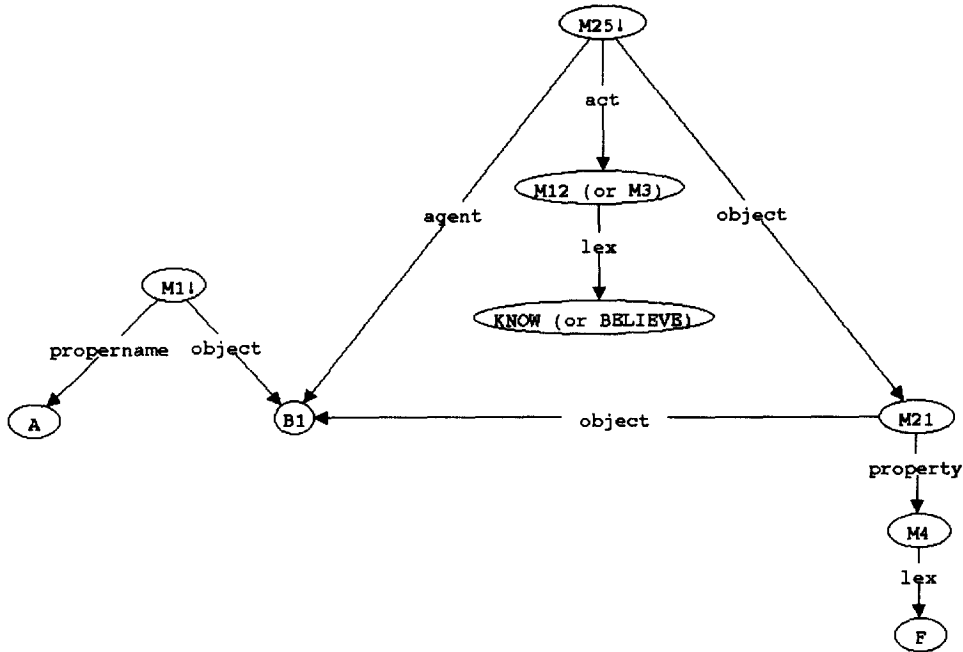 M25!
act
M12 (or M3)
agent
object
lex
M1!
KNOW (or BELIEVE)
propername
object
A
B1
object
M21
property
M4
lex
F